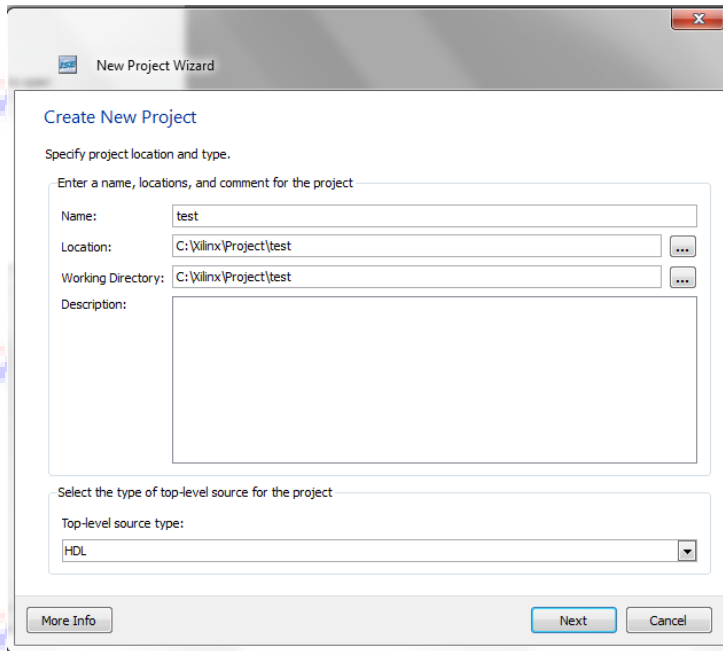 ISE New Project Wizard
Create New Project
Specify project location and type.
Enter a name, locations, and comment for the project
Name: test
Location: C:\Xilinx\Project\test ...
Working Directory: C:\Xilinx\Project\test ...
Description:
Select the type of top-level source for the project
Top-level source type:
HDL
More Info Next Cancel